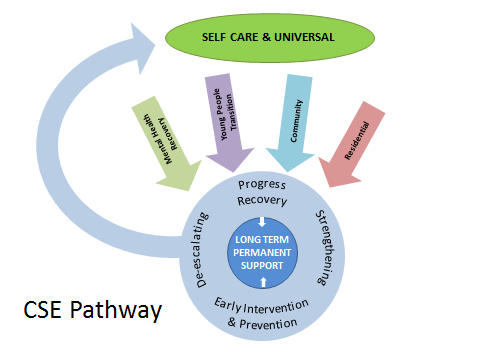 SELF CARE & UNIVERSAL
Mental Health
Recovery
Young People
Transition
Community
Residential
Progress
Recovery
De-escalating
Strengthening
LONG TERM
PERMANENT
SUPPORT
Early Intervention
& Prevention
CSE Pathway